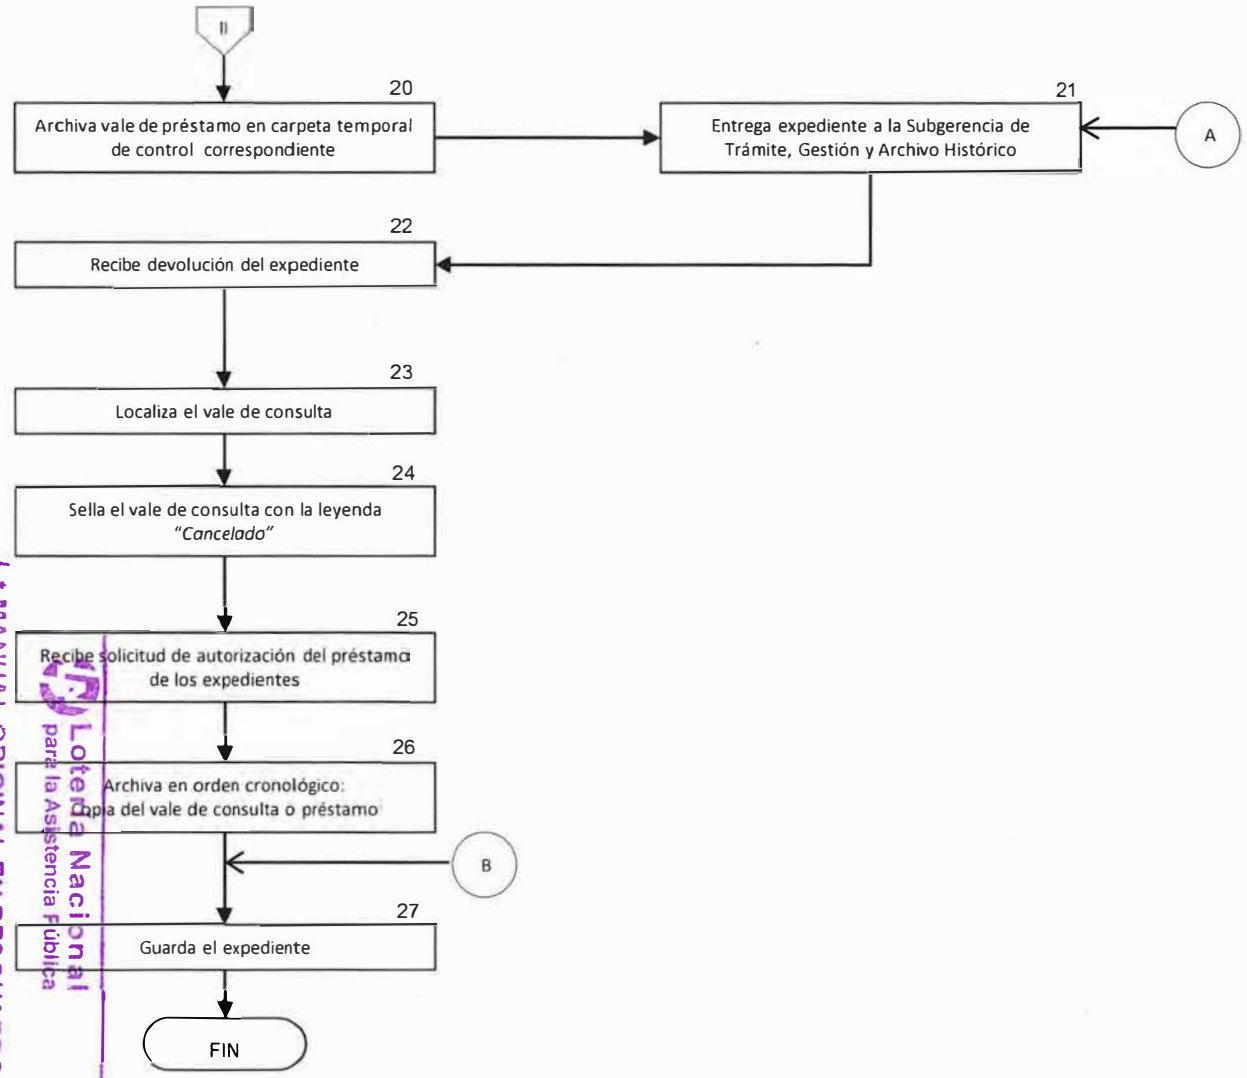 II
20
Archiva vale de préstamo en carpeta temporal
de control correspondiente
21
Entrega expediente a la Subgerencia de
Trámite, Gestión y Archivo Histórico
A
22
Recibe devolución del expediente
23
Localiza el vale de consulta
24
Sella el vale de consulta con la leyenda
"Cancelado"
25
Recibe solicitud de autorización del préstamo
de los expedientes
26
Archiva en orden cronológico:
Copia del vale de consulta o préstamo
B
27
Guarda el expediente
FIN
Lotería Nacional
para la Asistencia Pública